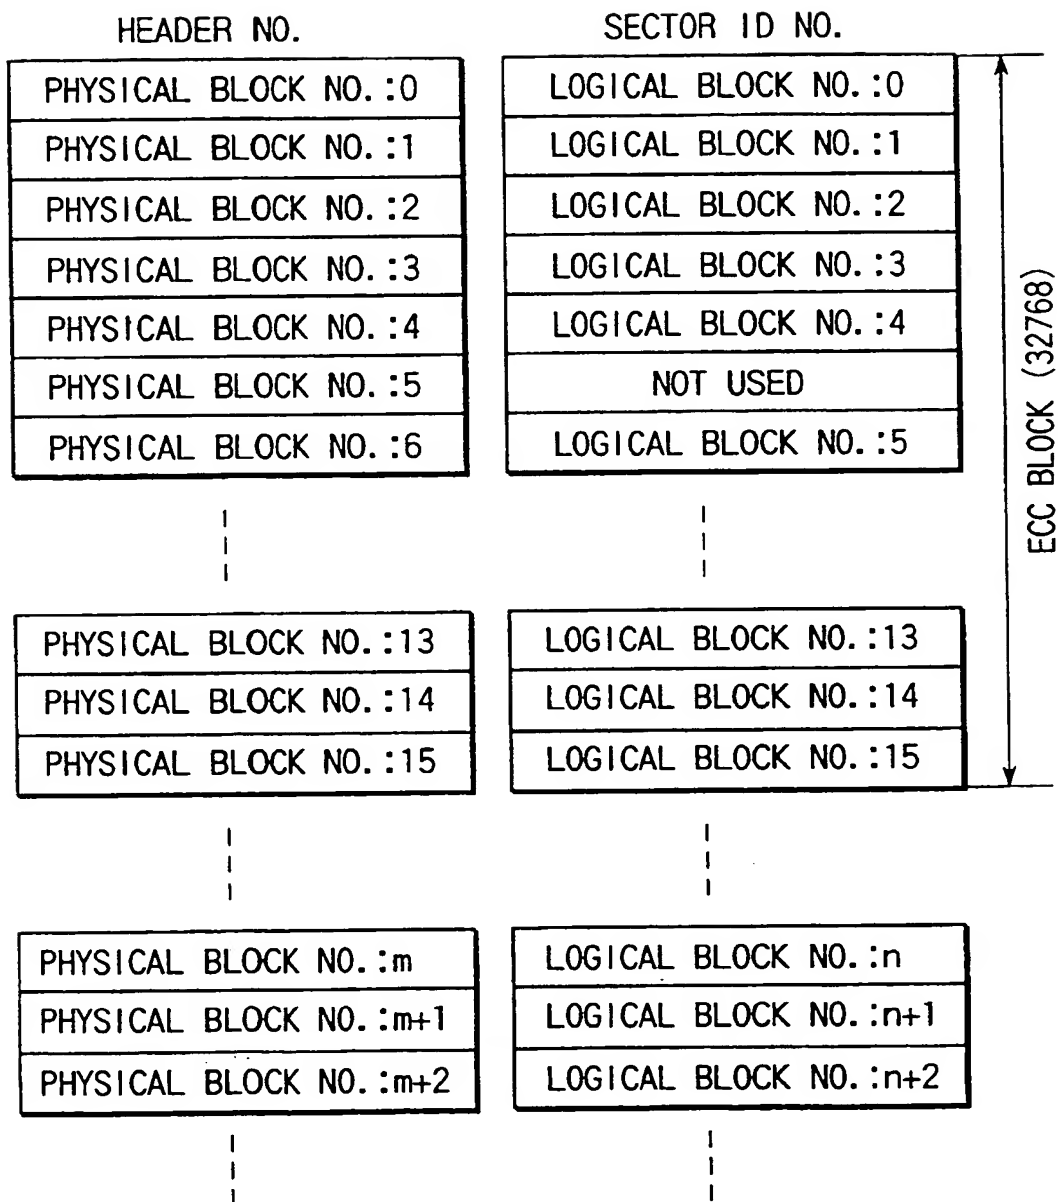 HEADER NO.
SECTOR ID NO.
PHYSICAL BLOCK NO.:0
LOGICAL BLOCK NO.:0
PHYSICAL BLOCK NO.:1
LOGICAL BLOCK NO.:1
PHYSICAL BLOCK NO.:2
LOGICAL BLOCK NO.:2
PHYSICAL BLOCK NO.:3
LOGICAL BLOCK NO.:3
PHYSICAL BLOCK NO.:4
LOGICAL BLOCK NO.:4
PHYSICAL BLOCK NO.:5
NOT USED
PHYSICAL BLOCK NO.:6
LOGICAL BLOCK NO.:5
ECC BLOCK (32768)
PHYSICAL BLOCK NO.:13
LOGICAL BLOCK NO.:13
PHYSICAL BLOCK NO.:14
LOGICAL BLOCK NO.:14
PHYSICAL BLOCK NO.:15
LOGICAL BLOCK NO.:15
PHYSICAL BLOCK NO.:m
LOGICAL BLOCK NO.:n
PHYSICAL BLOCK NO.:m+1
LOGICAL BLOCK NO.:n+1
PHYSICAL BLOCK NO.:m+2
LOGICAL BLOCK NO.:n+2